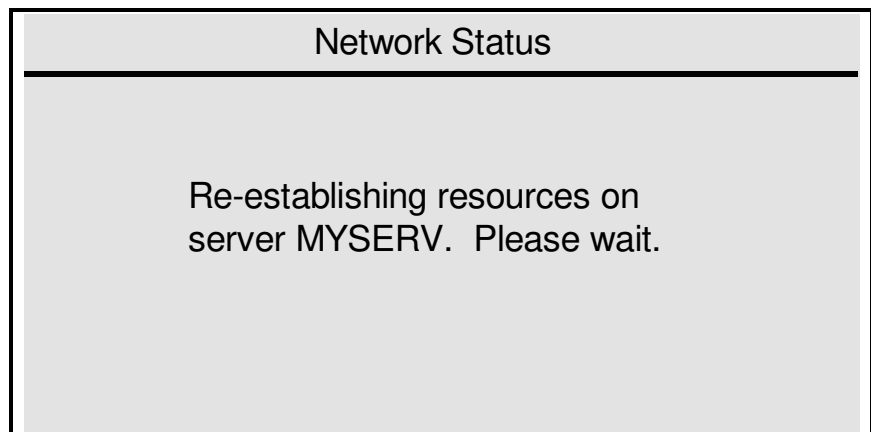 Network Status
Re-establishing resources on
server MYSERV.  Please wait.